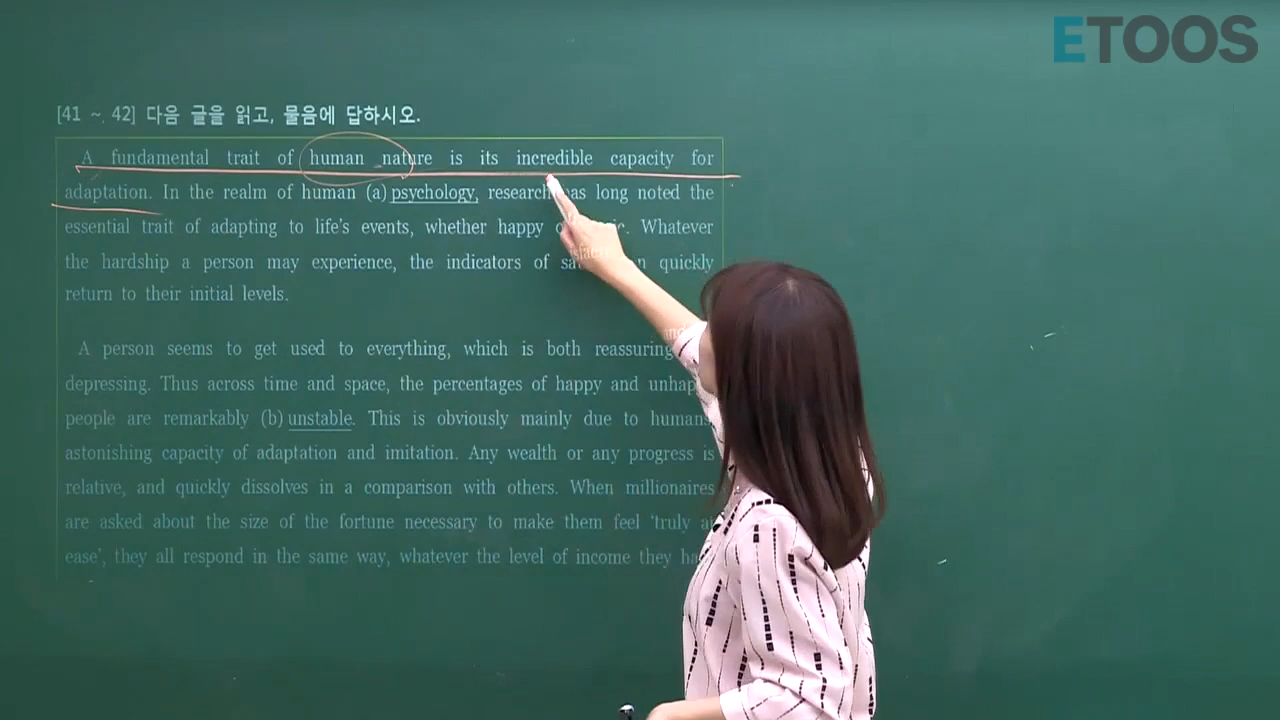 ETOOS
[41 ~ 42] 다음 글을 읽고, 물음에 답하시오.
A fundamental trait of human nature is its incredible capacity for
adaptation. In the realm of human (a) psychology, research has long noted the
essential trait of adapting to life's events, whether happy Whatever
the hardship a person may experience, the indicators of quickly
return to their initial levels.
A person seems to get used to everything, which is both reassuring and
depressing. Thus across time and space, the percentages of happy and
people are remarkably (b) unstable. This is obviously mainly due to humans'
astonishing capacity of adaptation and imitation. Any wealth or any progress is
relative, and quickly dissolves in a comparison with others. When millionaires
are asked about the size of the fortune necessary to make them feel 'truly at
ease', they all respond in the same way, whatever the level of income they